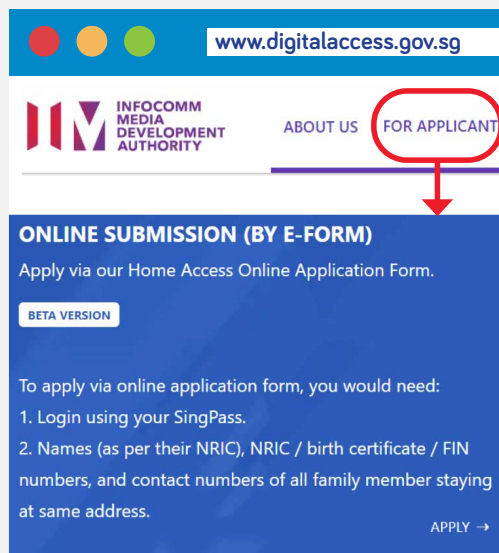 www.digitalaccess.gov.sg
INFOCOMM
MEDIA
DEVELOPMENT
AUTHORITY
ABOUT US
FOR APPLICANT
ONLINE SUBMISSION (BY E-FORM)
Apply via our Home Access Online Application Form.
BETA VERSION
To apply via online application form, you would need:
1. Login using your SingPass.
2. Names (as per their NRIC), NRIC / birth certificate / FIN
numbers, and contact numbers of all family member staying
at same address.
APPLY →